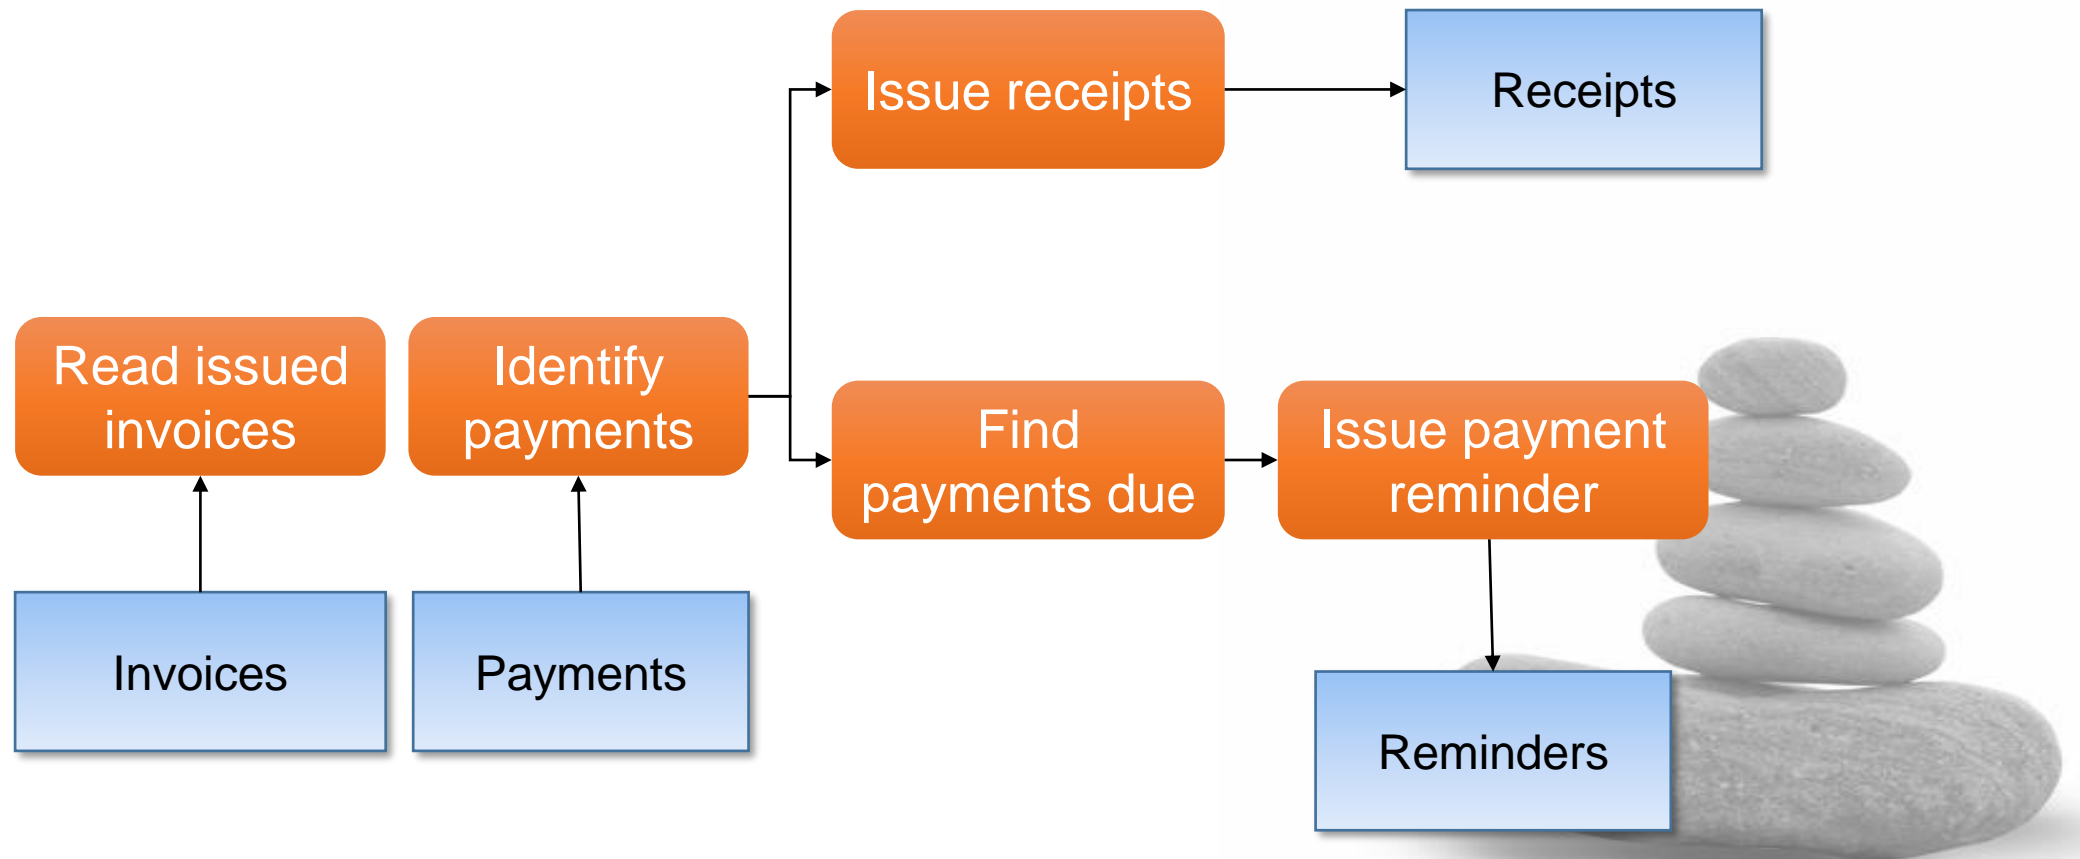 Issue receipts
Receipts
Read issued
invoices
Identify
payments
Find
payments due
Issue payment
reminder
Invoices
Payments
Reminders